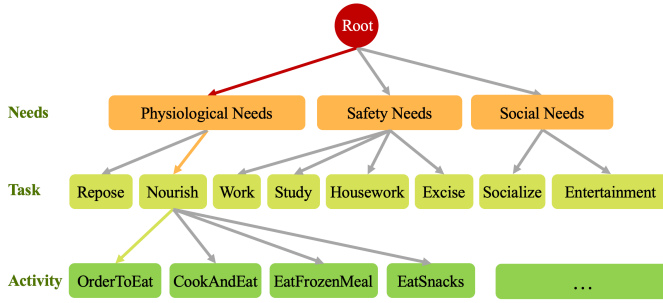 Root
Needs
Physiological Needs
Safety Needs
Social Needs
Task
Repose
Nourish
Work
Study
Housework
Excise
Socialize
Entertainment
Activity
OrderToEat
CookAndEat
EatFrozenMeal
EatSnacks
...